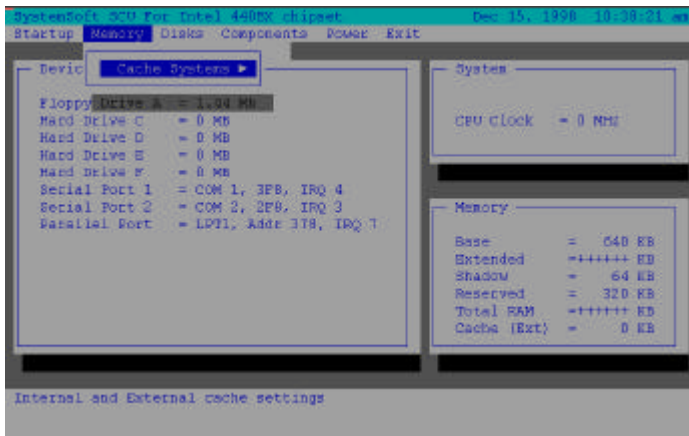 SystemSoft SCU For Intel 440BX chipset Dec 15, 1998 10:38:21 am
Startup Memory Disks Components Power Exit
Cache Systems ►
Devic
Floppy Drive A = 1.44 MB
Hard Drive C = 0 MB
Hard Drive D = 0 MB
Hard Drive E = 0 MB
Hard Drive F = 0 MB
Serial Port 1 = COM 1, 3F8, IRQ 4
Serial Port 2 = COM 2, 2F8, IRQ 3
Parallel Port = LPT1, Addr 378, IRQ 7
System
CPU Clock = 0 MHz
Memory
Base = 640 KB
Extended =++++++ KB
Shadow = 64 KB
Reserved = 320 KB
Total RAM =++++++ KB
Cache (Ext) = 0 KB
Internal and External cache settings